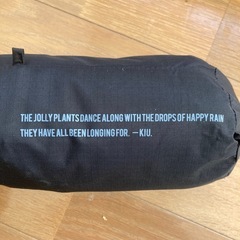 THE JOLLY PLANTS DANCE ALONG WITH THE DROPS OF HAPPY RAIN
THEY HAVE ALL BEEN LONGING FOR. —KIU.